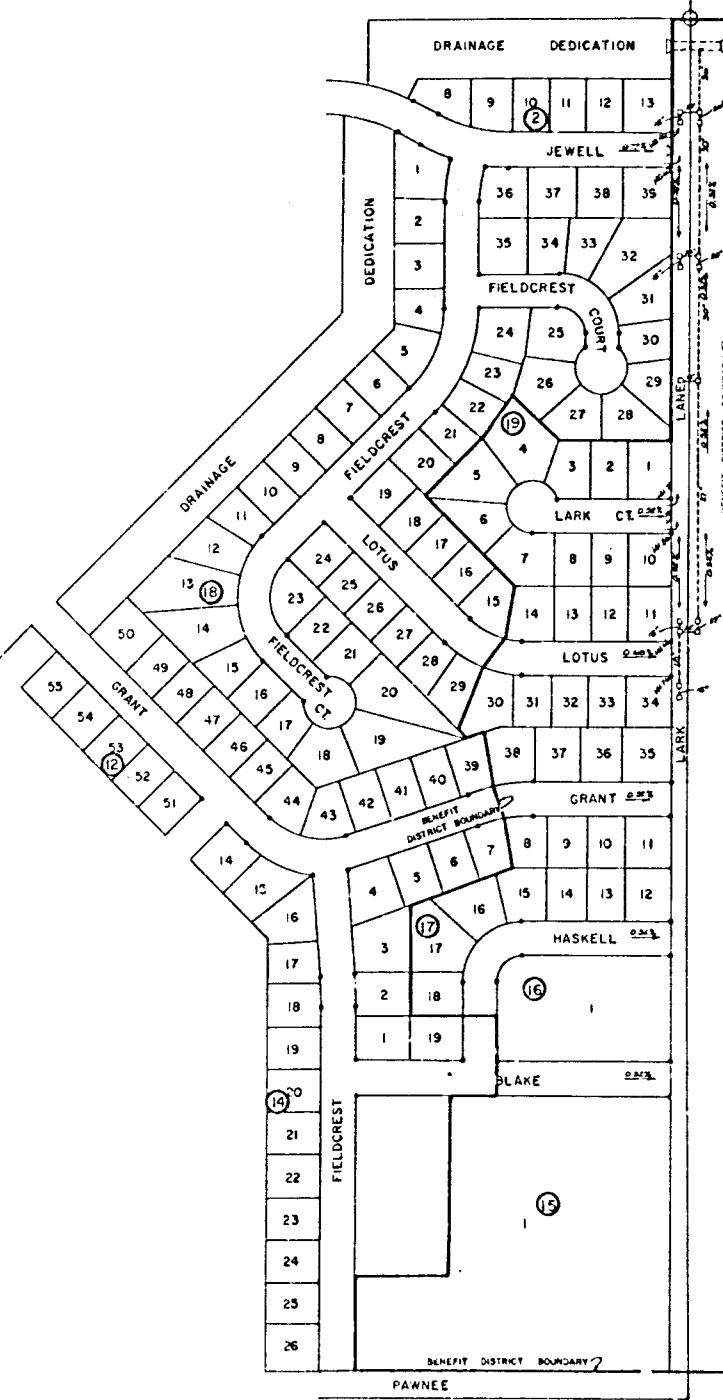 DRAINAGE DEDICATION
8 9 10 11 12 13
2
JEWELL
1
36 37 38 39
2
DEDICATION
35 34 33 32
3
FIELDCREST
31
4
24 25 COURT 30
5
23 26 29
6
22 27 28
LANE
7
21 19
8
FIELDCREST
20 4
9
19 5 3 2 1
DRAINAGE
10
18 6
LARK CT.
11
17 7 8 9 10
12
24 LOTUS
16
13 18
25
15 14 13 12 11
23 26
14
22 27
LOTUS
50
21 28
15
FIELDCREST CT.
49
20 29
16
30 31 32 33 34
55
GRANT
48
17
19
54
47
18
38 37 36 35
LARK
53
12
46
52
45
39
40
41
42
43
44
51
BENEFIT
DISTRICT BOUNDARY
GRANT
8 9 10 11
7
6
5
4
14
15
16
15 14 13 12
16
17
3 17
HASKELL
17
18
2 18
16
1
19
1 19
20
14
BLAKE
21
FIELDCREST
22
15
23
1
24
25
26
BENEFIT DISTRICT BOUNDARY
PAWNEE